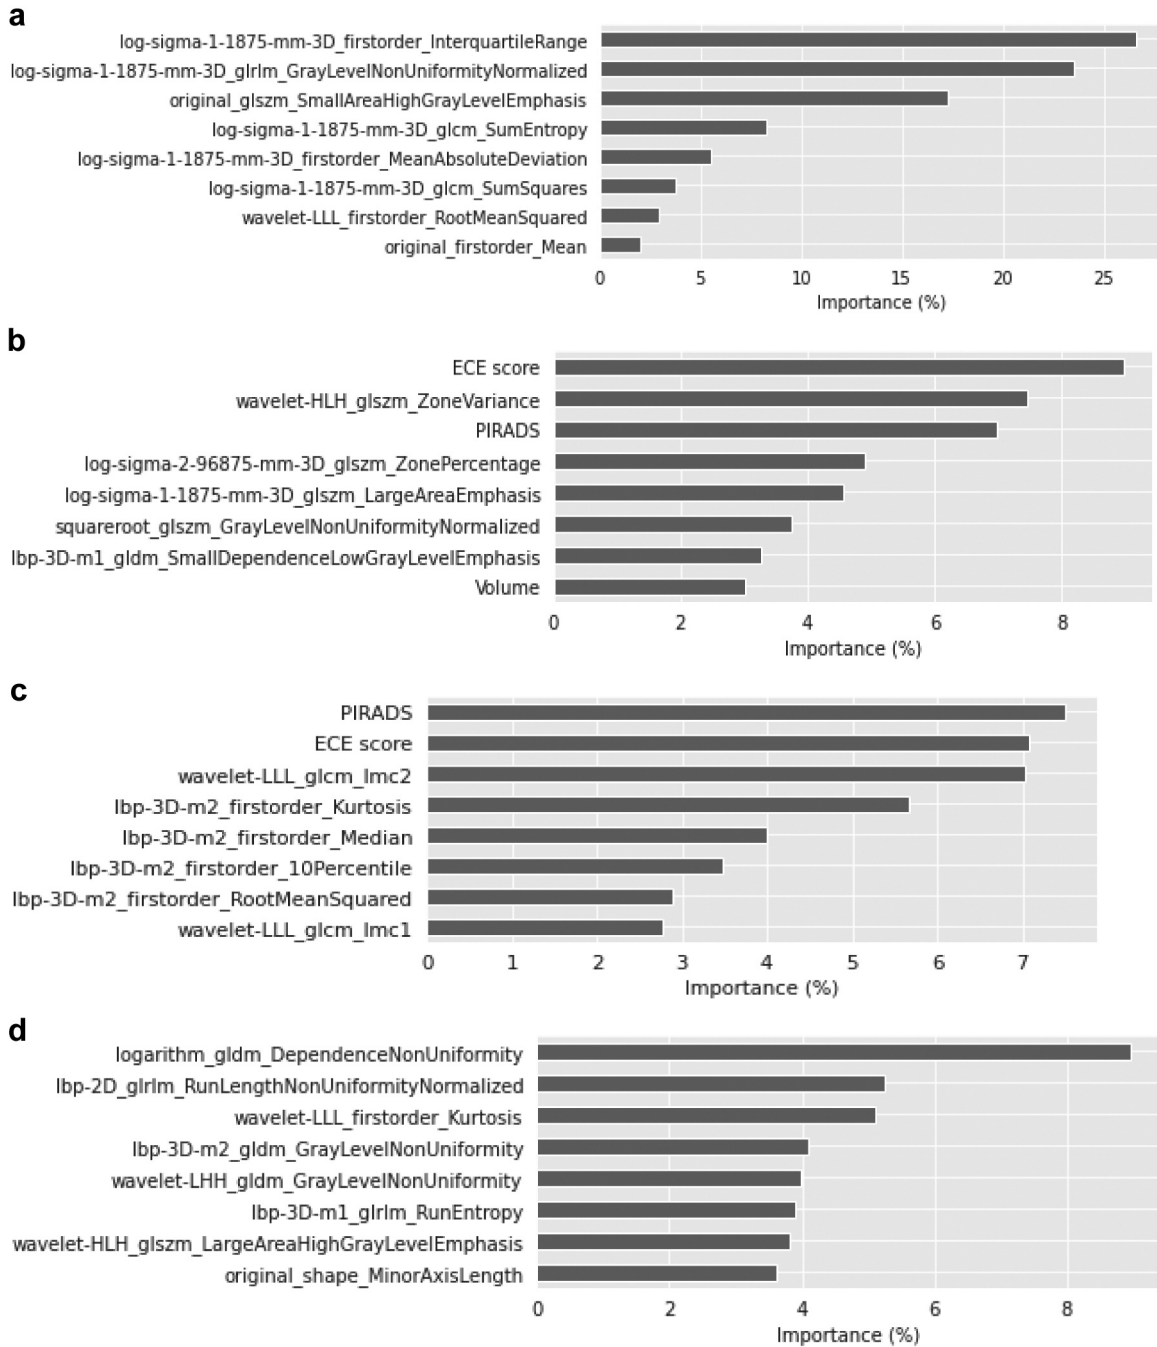 a
log-sigma-1-1875-mm-3D_firstorder_InterquartileRange
log-sigma-1-1875-mm-3D_glrlm_GrayLevelNonUniformityNormalized
original_glszm_SmallAreaHighGrayLevelEmphasis
log-sigma-1-1875-mm-3D_glcm_SumEntropy
log-sigma-1-1875-mm-3D_firstorder_MeanAbsoluteDeviation
log-sigma-1-1875-mm-3D_glcm_SumSquares
wavelet-LLL_firstorder_RootMeanSquared
original_firstorder_Mean
0 5 10 15 20 25
Importance (%)
b
ECE score
wavelet-HLH_glszm_ZoneVariance
PIRADS
log-sigma-2-96875-mm-3D_glszm_ZonePercentage
log-sigma-1-1875-mm-3D_glszm_LargeAreaEmphasis
squareroot_glszm_GrayLevelNonUniformityNormalized
lbp-3D-m1_gldm_SmallDependenceLowGrayLevelEmphasis
Volume
0 2 4 6 8
Importance (%)
c
PIRADS
ECE score
wavelet-LLL_glcm_Imc2
lbp-3D-m2_firstorder_Kurtosis
lbp-3D-m2_firstorder_Median
lbp-3D-m2_firstorder_10Percentile
lbp-3D-m2_firstorder_RootMeanSquared
wavelet-LLL_glcm_Imc1
0 1 2 3 4 5 6 7
Importance (%)
d
logarithm_gldm_DependenceNonUniformity
lbp-2D_glrlm_RunLengthNonUniformityNormalized
wavelet-LLL_firstorder_Kurtosis
lbp-3D-m2_gldm_GrayLevelNonUniformity
wavelet-LHH_gldm_GrayLevelNonUniformity
lbp-3D-m1_glrlm_RunEntropy
wavelet-HLH_glszm_LargeAreaHighGrayLevelEmphasis
original_shape_MinorAxisLength
0 2 4 6 8
Importance (%)